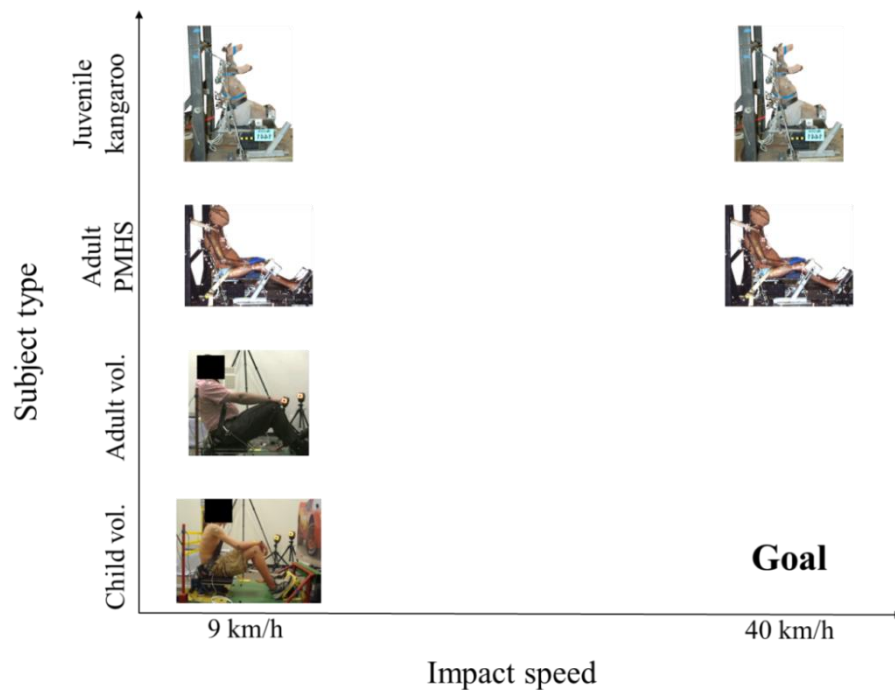 Juvenile
kangaroo
Adult
PMHS
Adult vol.
Child vol.
Subject type
Goal
9 km/h
40 km/h
Impact speed